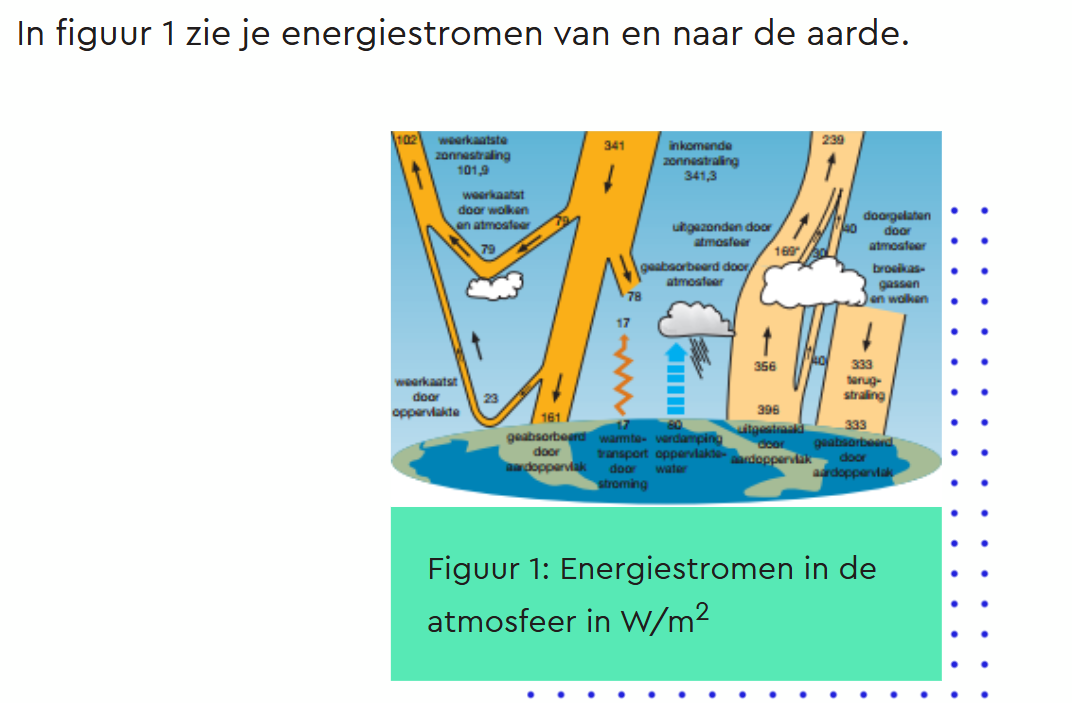 In figuur 1 zie je energiestromen van en naar de aarde.
102
weerkaatste
zonnestraling
101,9
341
inkomende
zonnestraling
341,3
239
weerkaatst
door wolken
en atmosfeer
79
79
uitgezonden door
atmosfeer
169
30
40
doorgelaten
door
atmosfeer
geabsorbeerd door
atmosfeer
78
broeikas-
gassen
en wolken
17
356
40
333
terug-
straling
weerkaatst
door
oppervlakte
23
161
396
333
geabsorbeerd
door
aardoppervlak
17
warmte-
transport
door
stroming
80
verdamping
oppervlakte-
water
uitgestraald
door
aardoppervlak
geabsorbeerd
door
aardoppervlak
Figuur 1: Energiestromen in de
atmosfeer in W/m²